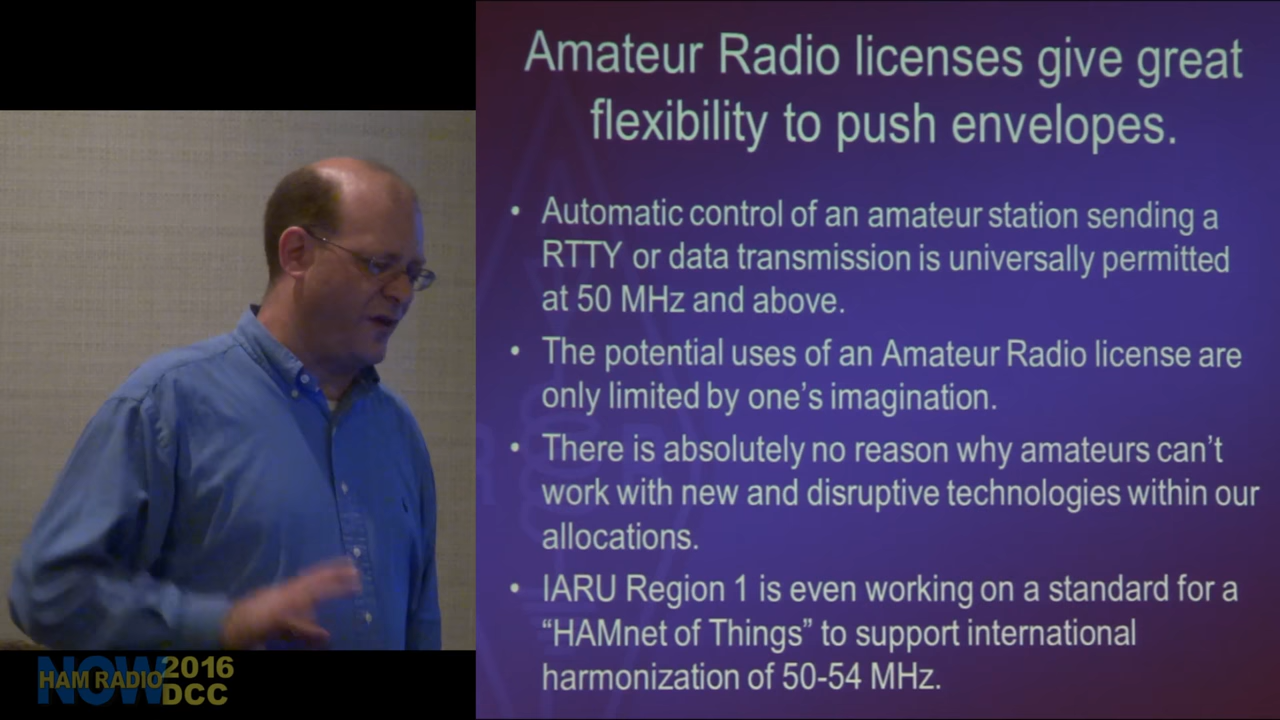 Amateur Radio licenses give great
flexibility to push envelopes.
• Automatic control of an amateur station sending a
RTTY or data transmission is universally permitted
at 50 MHz and above.
• The potential uses of an Amateur Radio license are
only limited by one's imagination.
• There is absolutely no reason why amateurs can't
work with new and disruptive technologies within our
allocations.
• IARU Region 1 is even working on a standard for a
“HAMnet of Things” to support international
harmonization of 50-54 MHz.
HAM RADIO NOW 2016
DCC